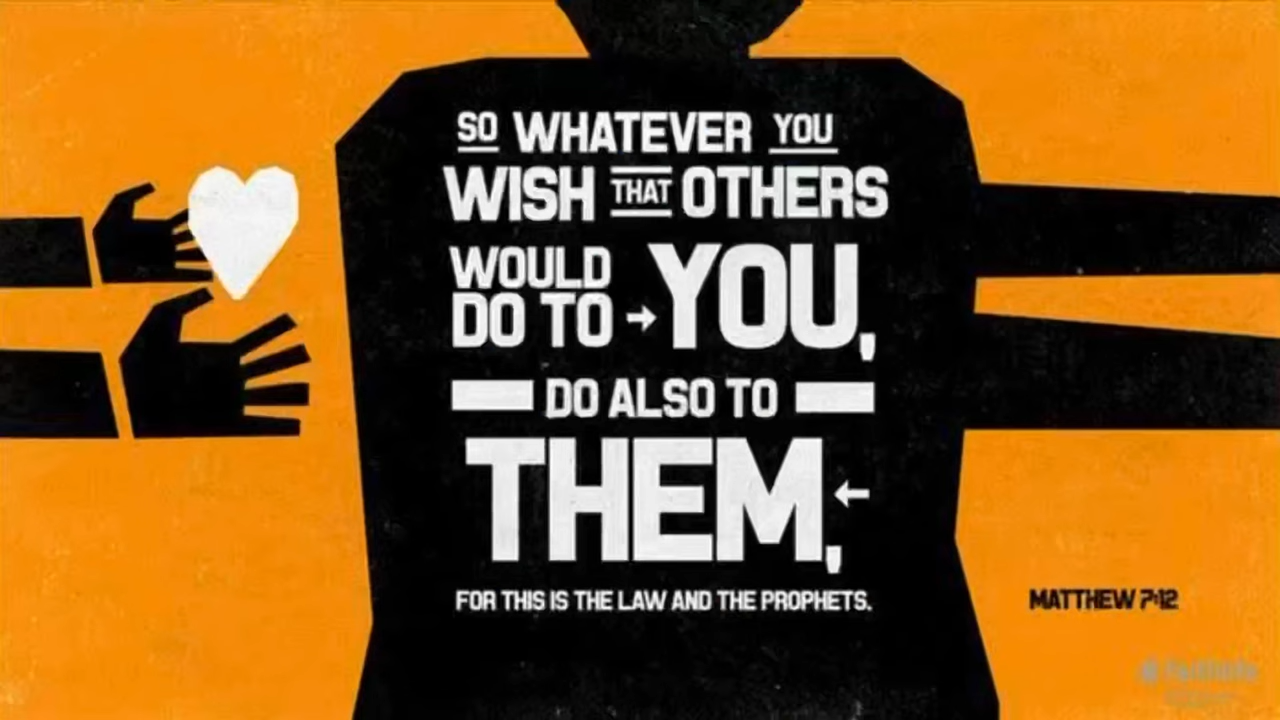 SO WHATEVER YOU
WISH THAT OTHERS
WOULD
DO TO → YOU,
DO ALSO TO
THEM, ←
FOR THIS IS THE LAW AND THE PROPHETS.
MATTHEW 7:12